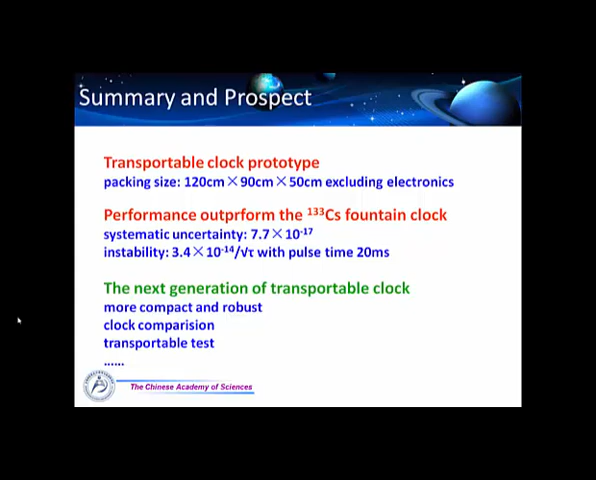 Summary and Prospect
Transportable clock prototype
packing size: 120cm×90cm×50cm excluding electronics
Performance outprform the ¹³³Cs fountain clock
systematic uncertainty: 7.7×10⁻¹⁷
instability: 3.4×10⁻¹⁴/√τ with pulse time 20ms
The next generation of transportable clock
more compact and robust
clock comparision
transportable test
......
The Chinese Academy of Sciences